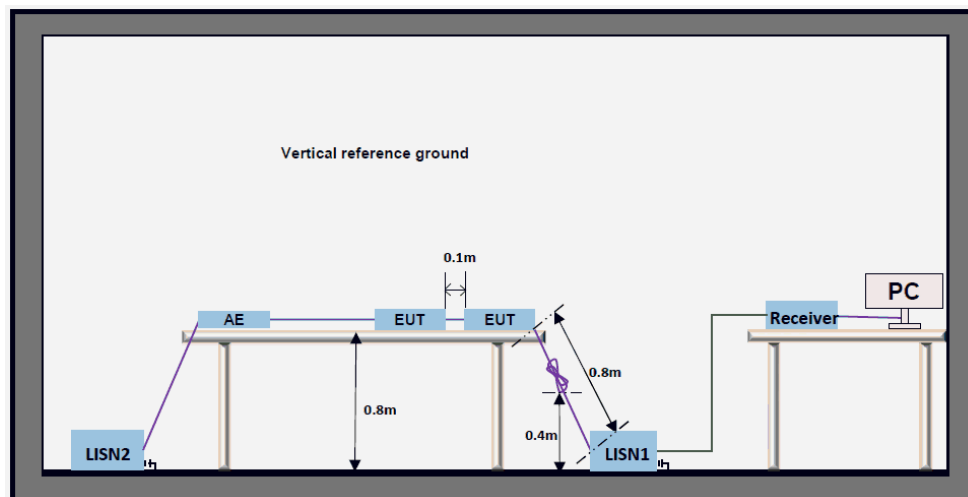 Vertical reference ground
0.1m
PC
AE
EUT
EUT
Receiver
0.8m
0.8m
0.4m
LISN2
LISN1